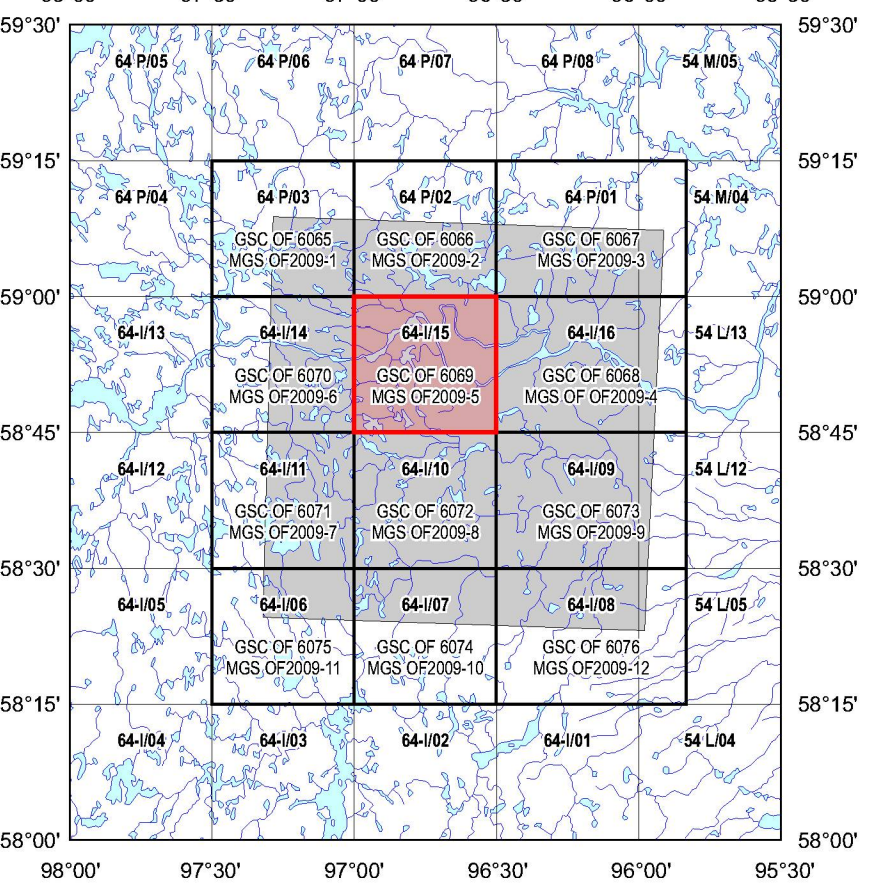 59°30' 59°30'
64 P/05 64 P/06 64 P/07 64 P/08 54 M/05
59°15' 59°15'
64 P/04 64 P/03 64 P/02 64 P/01 54 M/04
GSC OF 6065 GSC OF 6066 GSC OF 6067
MGS OF2009-1 MGS OF2009-2 MGS OF2009-3
59°00' 59°00'
64-I/13 64-I/14 64-I/15 64-I/16 54 L/13
GSC OF 6070 GSC OF 6069 GSC OF 6068
MGS OF2009-6 MGS OF2009-5 MGS OF OF2009-4
58°45' 58°45'
64-I/12 64-I/11 64-I/10 64-I/09 54 L/12
GSC OF 6071 GSC OF 6072 GSC OF 6073
MGS OF2009-7 MGS OF2009-8 MGS OF2009-9
58°30' 58°30'
64-I/05 64-I/06 64-I/07 64-I/08 54 L/05
GSC OF 6075 GSC OF 6074 GSC OF 6076
MGS OF2009-11 MGS OF2009-10 MGS OF2009-12
58°15' 58°15'
64-I/04 64-I/03 64-I/02 64-I/01 54 L/04
58°00' 58°00'
98°00' 97°30' 97°00' 96°30' 96°00' 95°30'